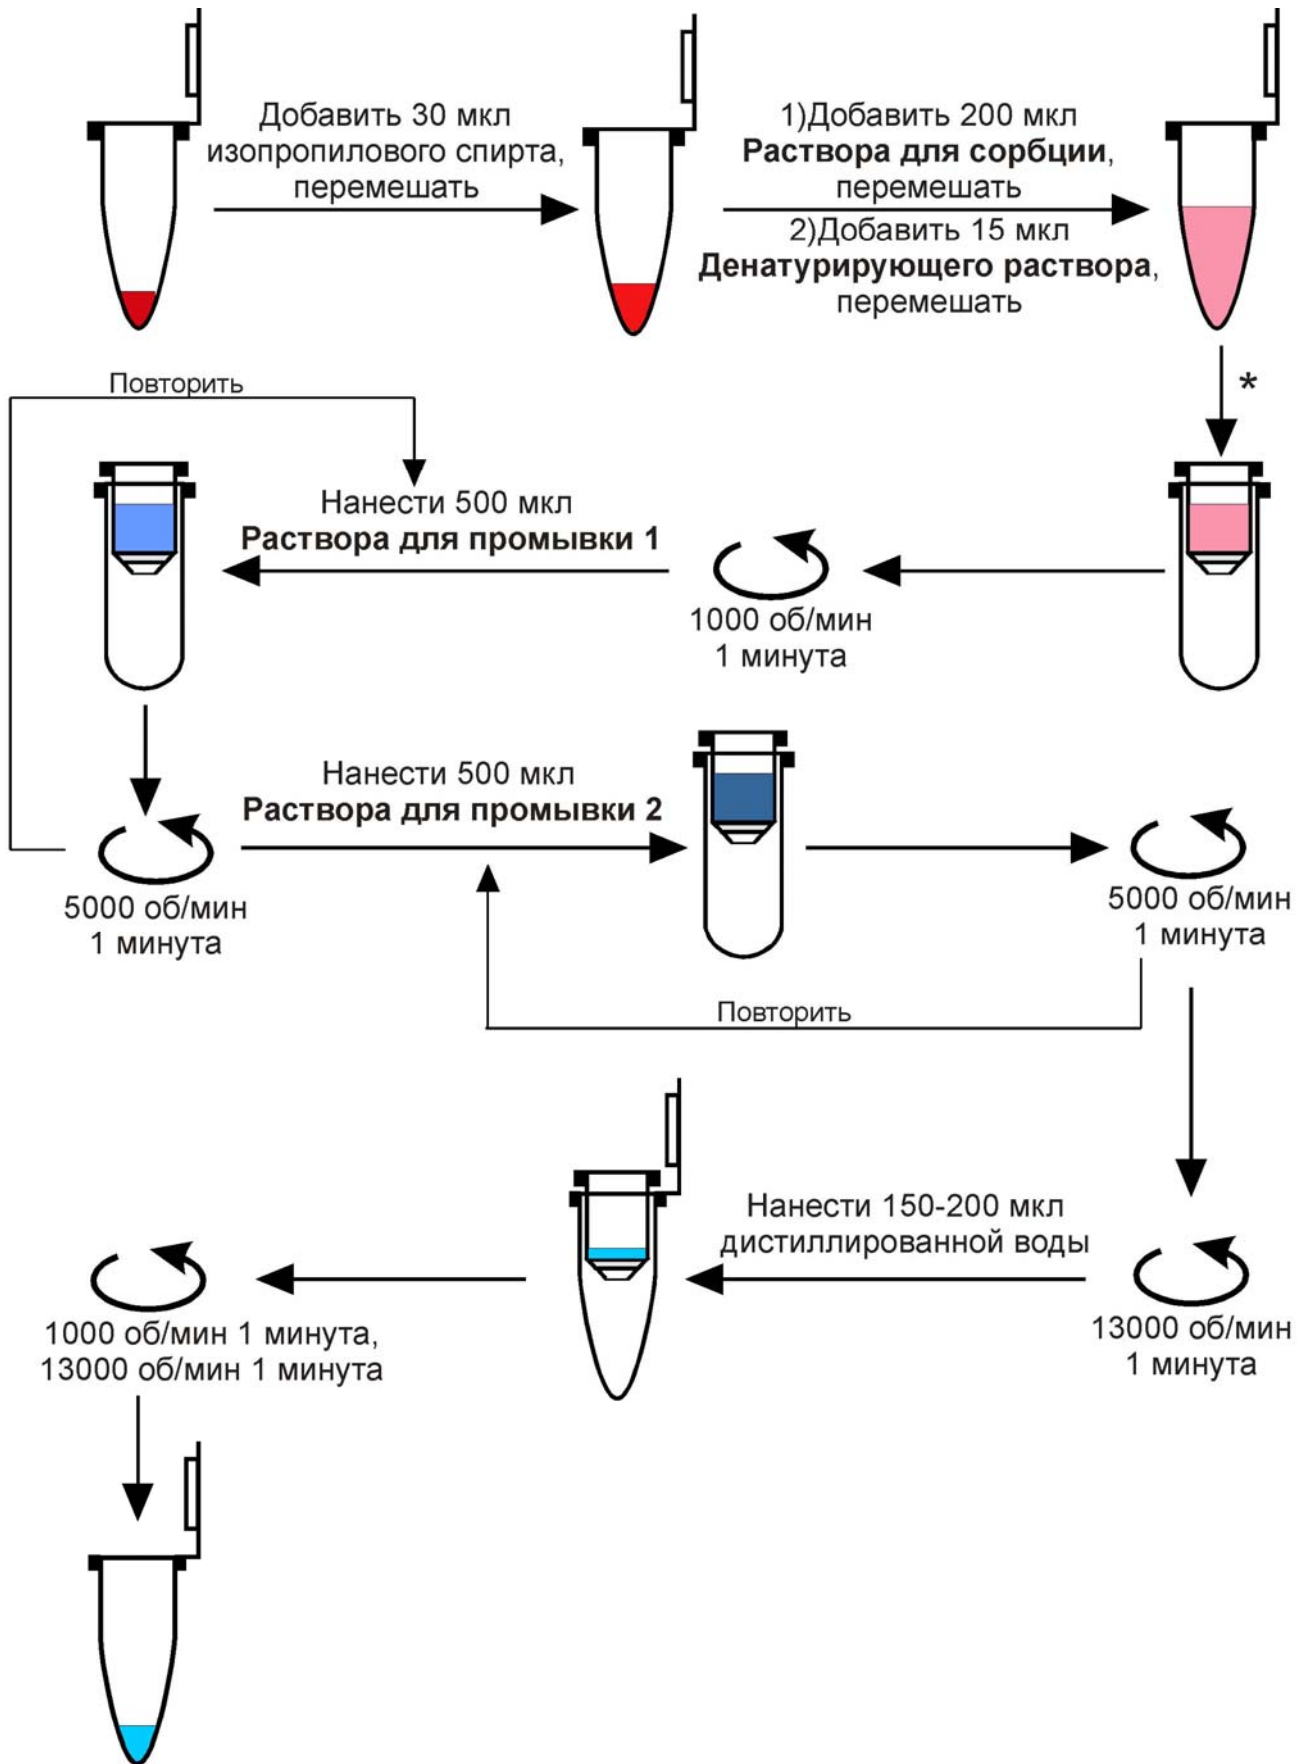 Добавить 30 мкл
изопропилового спирта,
перемешать
1)Добавить 200 мкл
Раствора для сорбции,
перемешать
2)Добавить 15 мкл
Денатурирующего раствора,
перемешать
*
Повторить
Нанести 500 мкл
Раствора для промывки 1
1000 об/мин
1 минута
Нанести 500 мкл
Раствора для промывки 2
5000 об/мин
1 минута
5000 об/мин
1 минута
Повторить
Нанести 150-200 мкл
дистиллированной воды
13000 об/мин
1 минута
1000 об/мин 1 минута,
13000 об/мин 1 минута